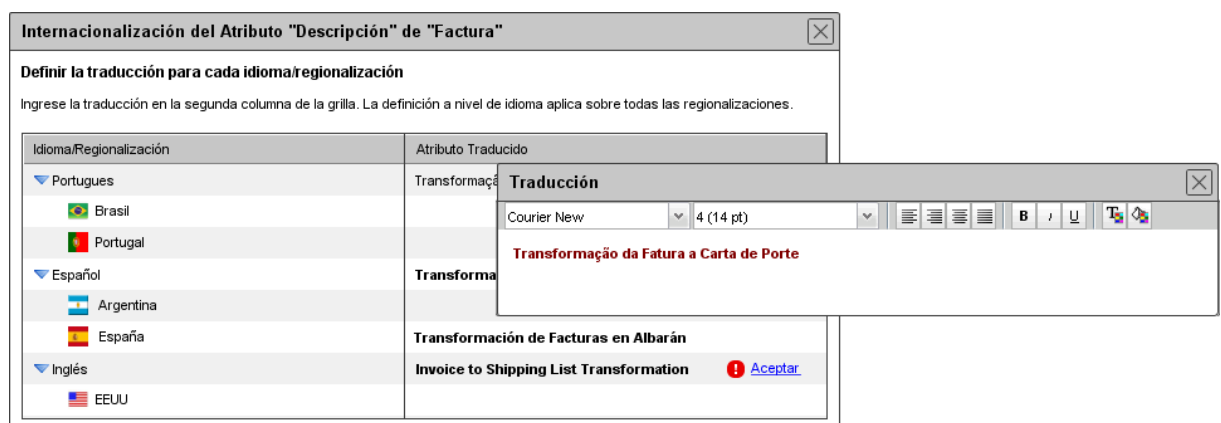 Internacionalización del Atributo "Descripción" de "Factura"
Definir la traducción para cada idioma/regionalización
Ingrese la traducción en la segunda columna de la grilla. La definición a nivel de idioma aplica sobre todas las regionalizaciones.
Idioma/Regionalización Atributo Traducido
Portugues Transformaçã
Traducción
Brasil
Courier New 4 (14 pt) B I U T
Portugal
Transformação da Fatura a Carta de Porte
Español Transforma
Argentina
España Transformación de Facturas en Albarán
Inglés Invoice to Shipping List Transformation ! Aceptar
EEUU